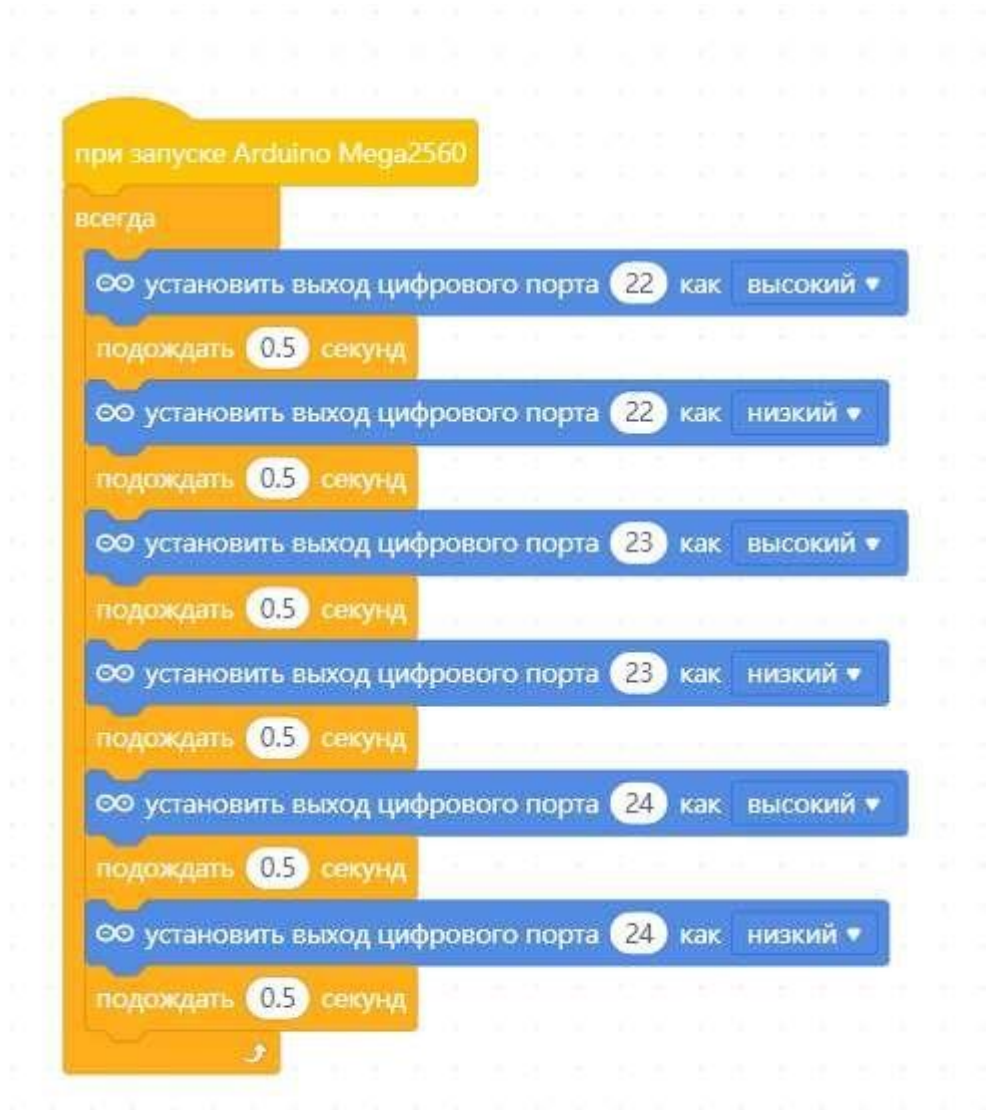 при запуске Arduino Mega2560
всегда
установить выход цифрового порта 22 как высокий
подождать 0.5 секунд
установить выход цифрового порта 22 как низкий
подождать 0.5 секунд
установить выход цифрового порта 23 как высокий
подождать 0.5 секунд
установить выход цифрового порта 23 как низкий
подождать 0.5 секунд
установить выход цифрового порта 24 как высокий
подождать 0.5 секунд
установить выход цифрового порта 24 как низкий
подождать 0.5 секунд